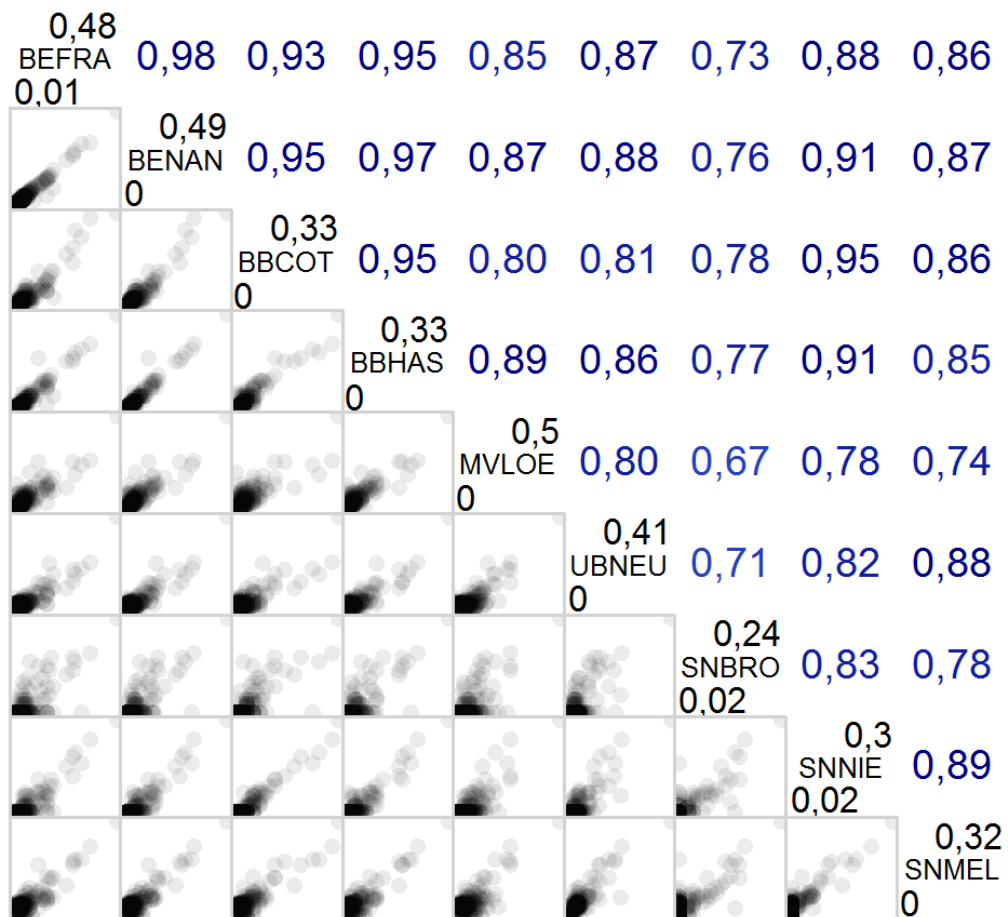 0,48
BEFRA 0,98 0,93 0,95 0,85 0,87 0,73 0,88 0,86
0,01
0,49
BENAN 0,95 0,97 0,87 0,88 0,76 0,91 0,87
0
0,33
BBCOT 0,95 0,80 0,81 0,78 0,95 0,86
0
0,33
BBHAS 0,89 0,86 0,77 0,91 0,85
0
0,5
MVLOE 0,80 0,67 0,78 0,74
0
0,41
UBNEU 0,71 0,82 0,88
0
0,24
SNBRO 0,83 0,78
0,02
0,3
SNNIE 0,89
0,02
0,32
SNMEL
0